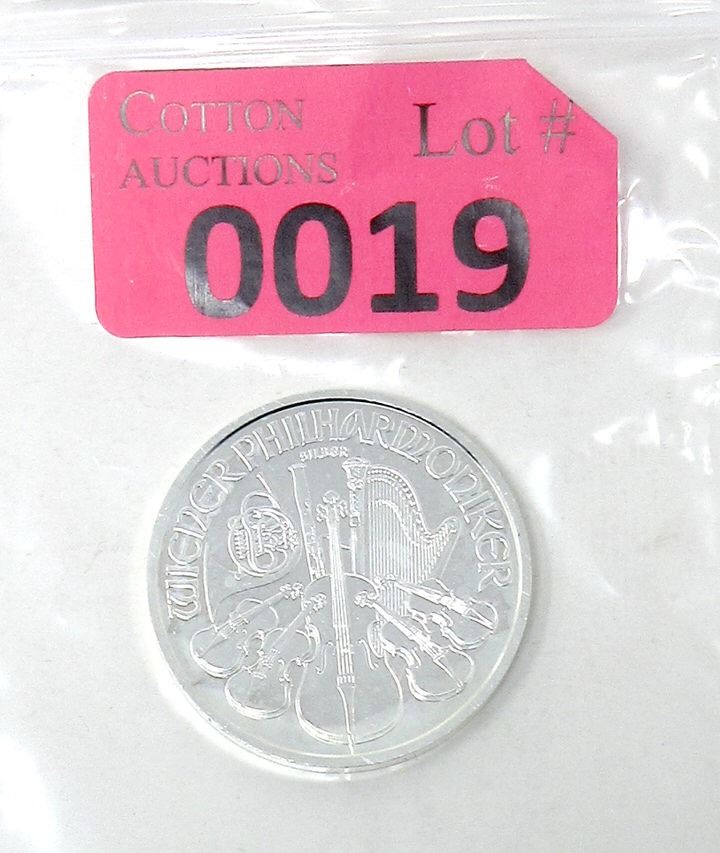 COTTON
AUCTIONS
Lot #
0019
WIENER PHILHARMONIKER
SILBER